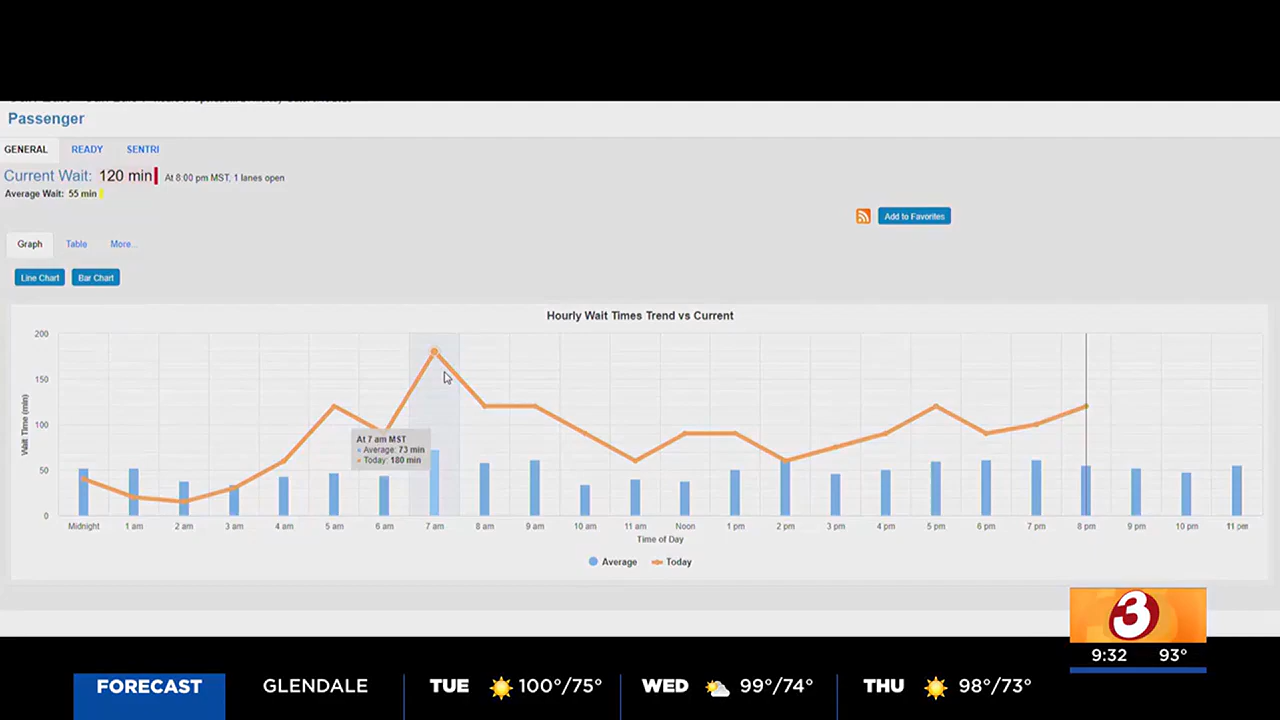 Passenger
GENERAL READY SENTRI
Current Wait: 120 min At 8:00 pm MST, 1 lanes open
Average Wait: 55 min
Add to Favorites
Graph Table More...
Line Chart Bar Chart
Hourly Wait Times Trend vs Current
Wait Time (min)
200
150
100
50
0
At 7 am MST
Average: 73 min
Today: 180 min
Midnight 1 am 2 am 3 am 4 am 5 am 6 am 7 am 8 am 9 am 10 am 11 am Noon 1 pm 2 pm 3 pm 4 pm 5 pm 6 pm 7 pm 8 pm 9 pm 10 pm 11 pm
Time of Day
Average Today
3
9:32 93°
FORECAST GLENDALE TUE 100°/75° WED 99°/74° THU 98°/73°